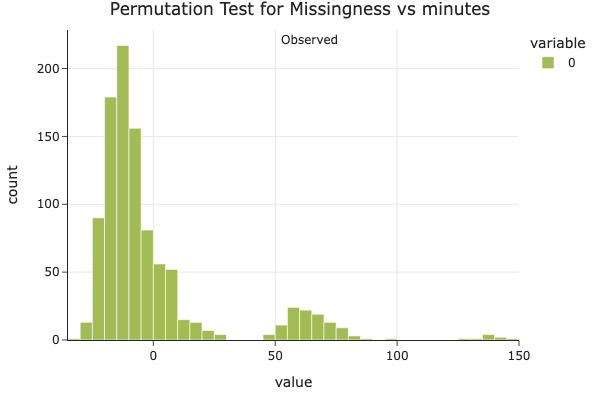 Permutation Test for Missingness vs minutes
Observed
variable
0
200
150
100
50
0
count
0
50
100
150
value